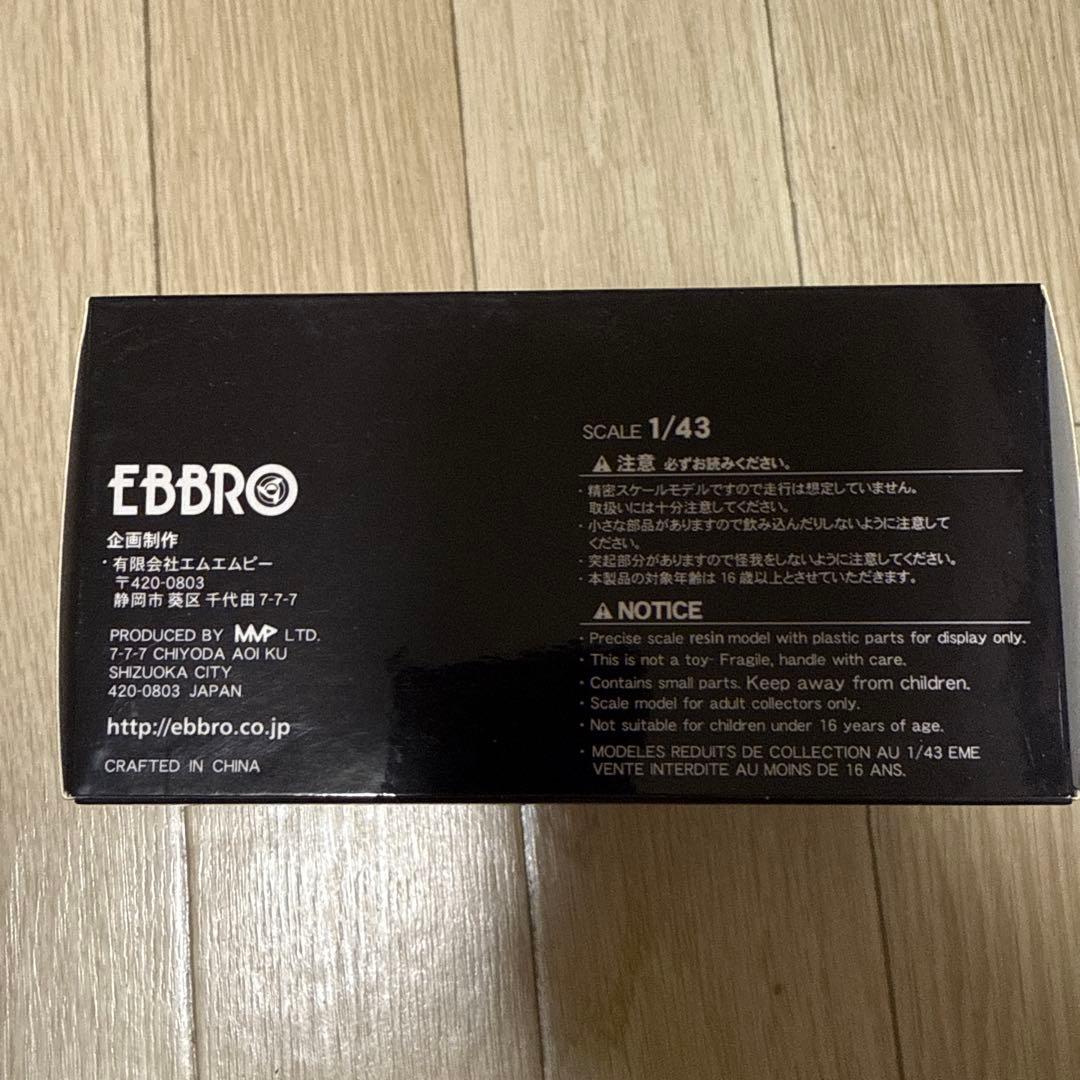 EBBRO
企画制作
・有限会社エムエムピー
〒420-0803
静岡市 葵区 千代田 7-7-7
PRODUCED BY MMP LTD.
7-7-7 CHIYODA AOI KU
SHIZUOKA CITY
420-0803 JAPAN
http://ebbro.co.jp
CRAFTED IN CHINA
SCALE 1/43
⚠ 注意 必ずお読みください。
・精密スケールモデルですので走行は想定していません。
取扱いには十分注意してください。
・小さな部品がありますので飲み込んだりしないように注意して
ください。
・突起部分がありますので怪我をしないように注意してください。
・本製品の対象年齢は 16 歳以上とさせていただきます。
⚠ NOTICE
・Precise scale resin model with plastic parts for display only.
・This is not a toy- Fragile, handle with care.
・Contains small parts. Keep away from children.
・Scale model for adult collectors only.
・Not suitable for children under 16 years of age.
・MODELES REDUITS DE COLLECTION AU 1/43 EME
VENTE INTERDITE AU MOINS DE 16 ANS.